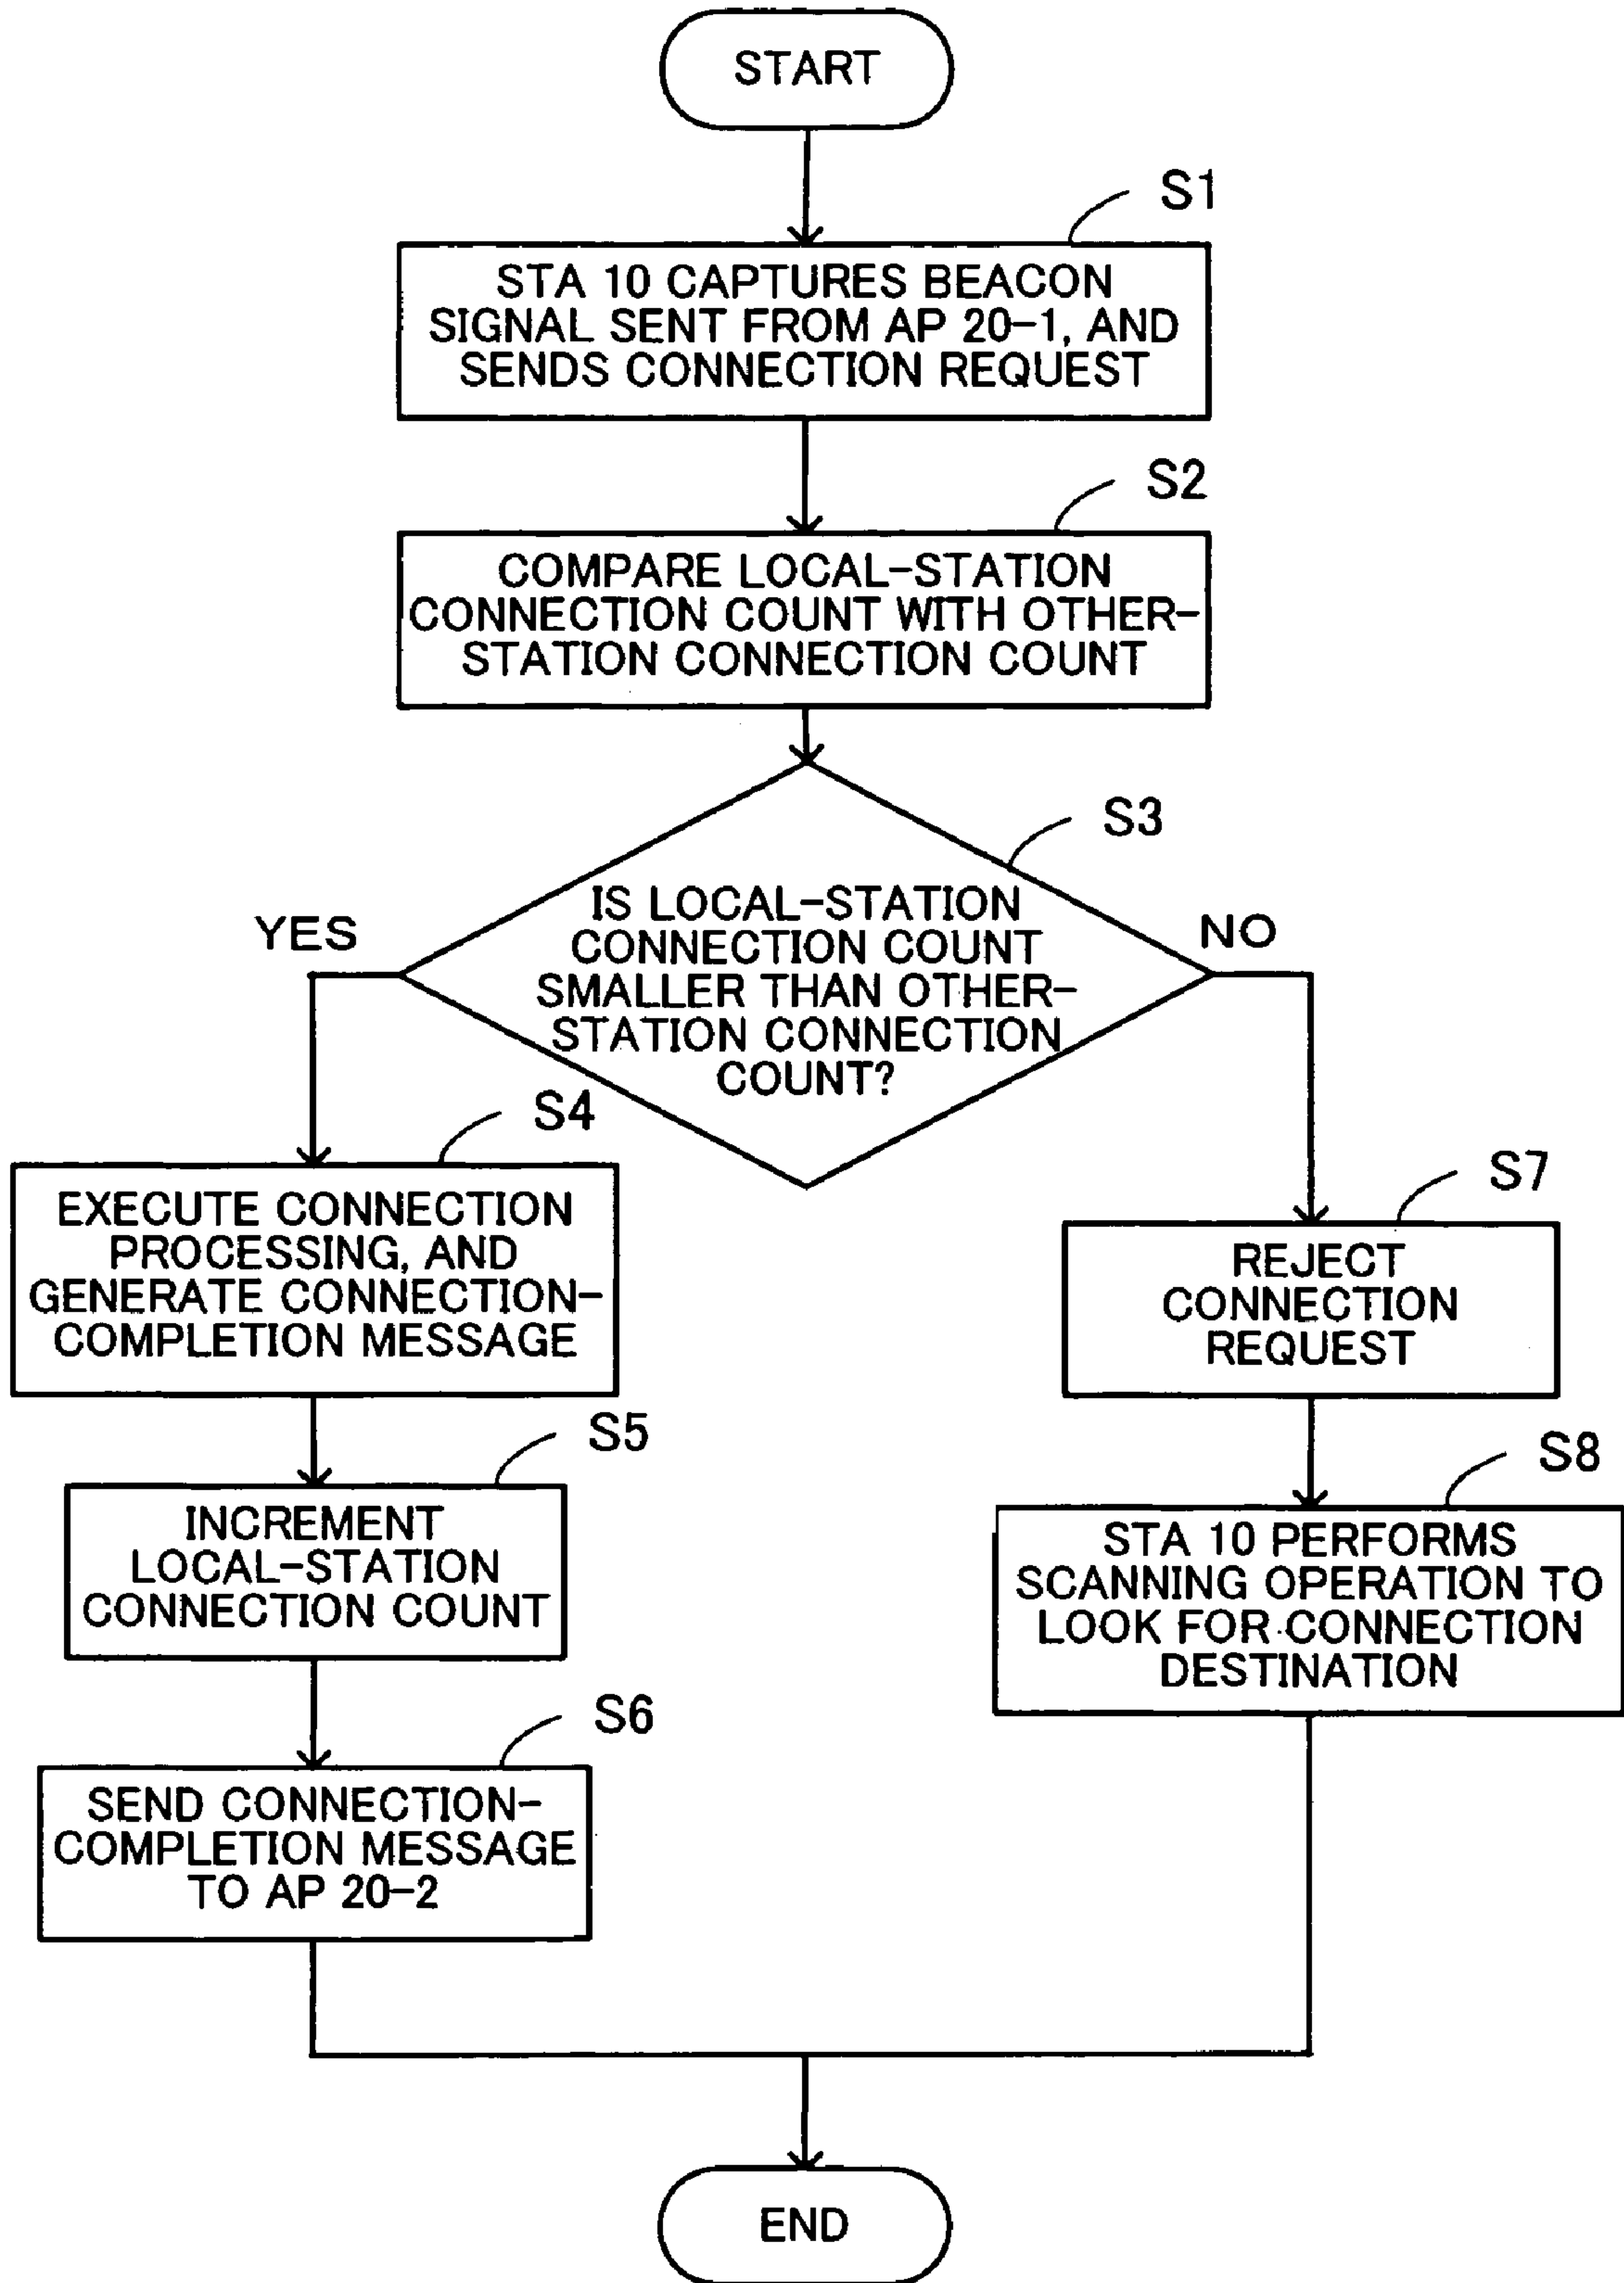 START
S1
STA 10 CAPTURES BEACON
SIGNAL SENT FROM AP 20-1, AND
SENDS CONNECTION REQUEST
S2
COMPARE LOCAL-STATION
CONNECTION COUNT WITH OTHER-
STATION CONNECTION COUNT
S3
IS LOCAL-STATION
CONNECTION COUNT
SMALLER THAN OTHER-
STATION CONNECTION
COUNT?
YES
NO
S4
EXECUTE CONNECTION
PROCESSING, AND
GENERATE CONNECTION-
COMPLETION MESSAGE
S5
INCREMENT
LOCAL-STATION
CONNECTION COUNT
S6
SEND CONNECTION-
COMPLETION MESSAGE
TO AP 20-2
S7
REJECT
CONNECTION
REQUEST
S8
STA 10 PERFORMS
SCANNING OPERATION TO
LOOK FOR CONNECTION
DESTINATION
END